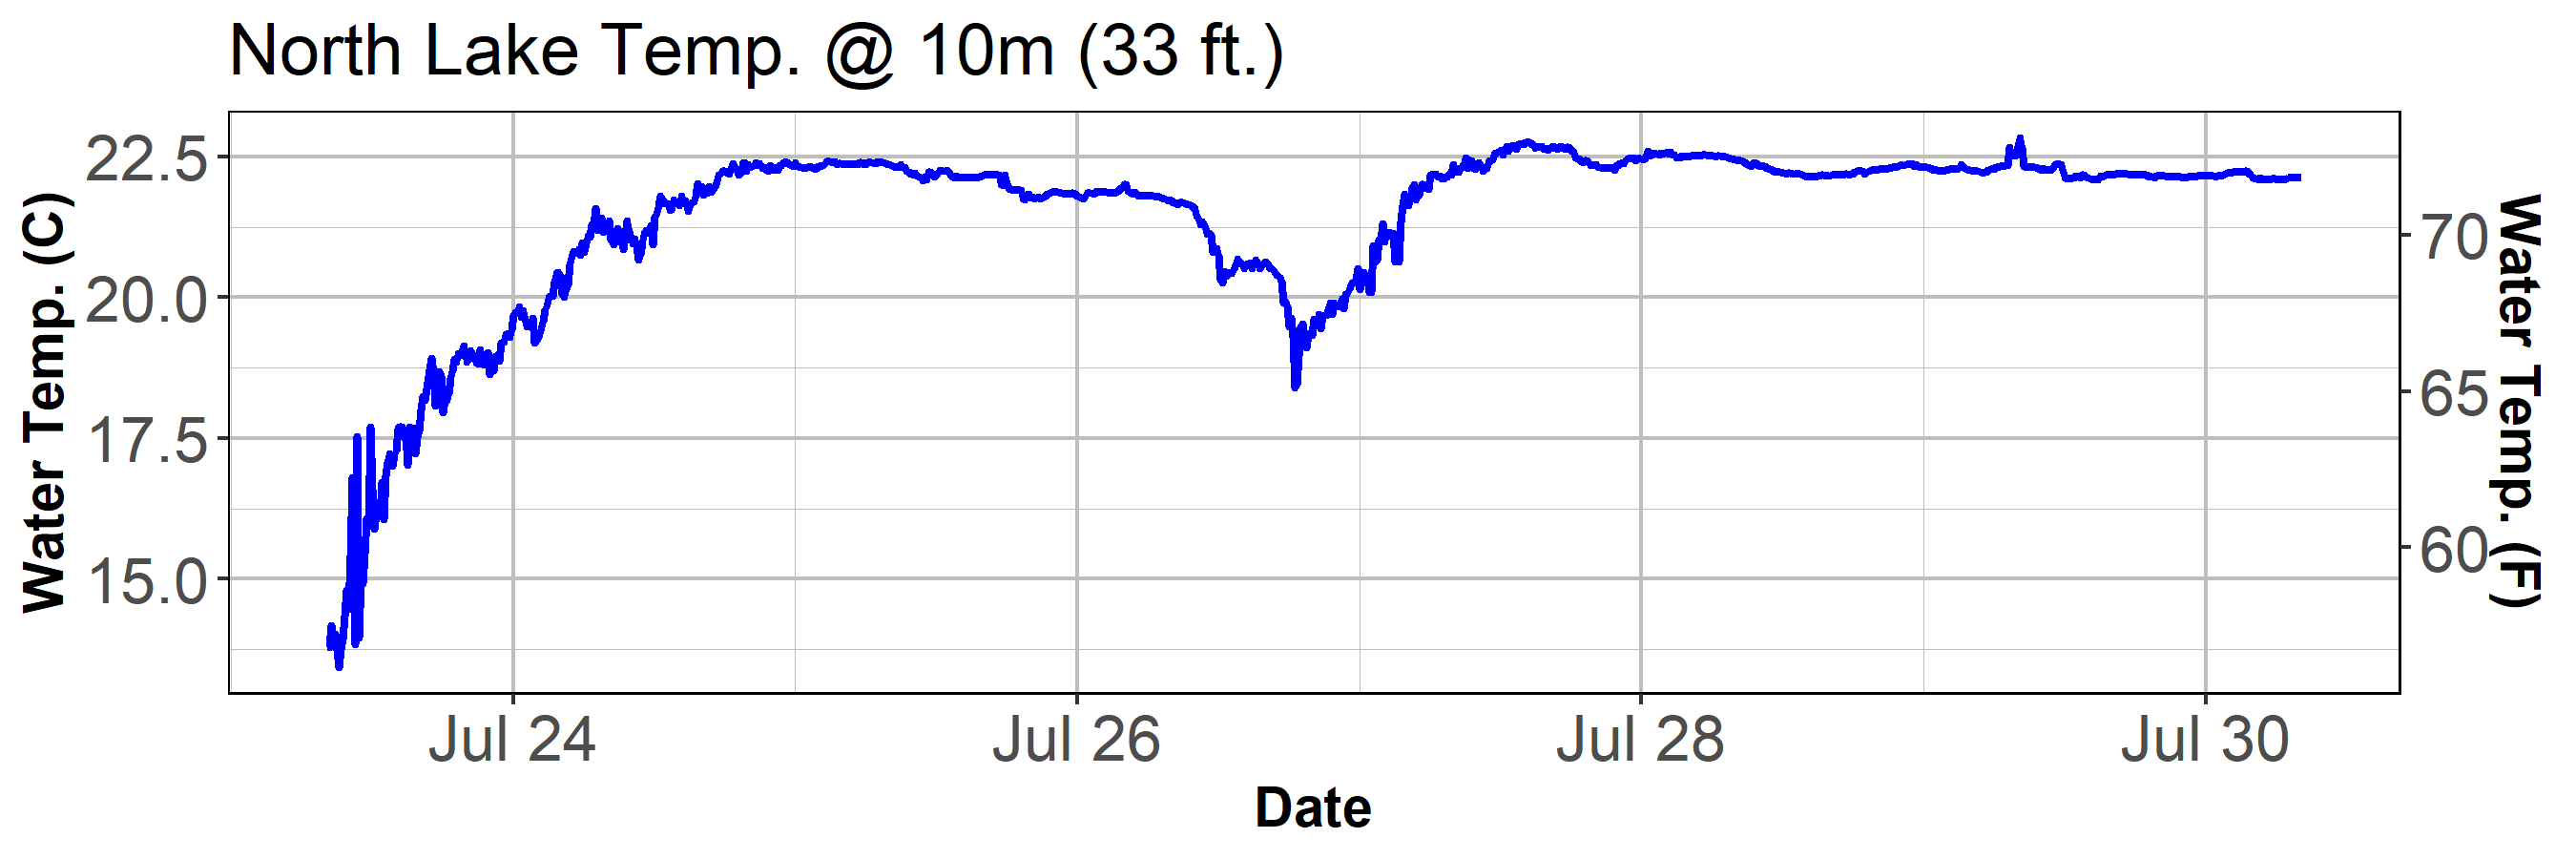 North Lake Temp. @ 10m (33 ft.)
Water Temp. (C)
22.5
20.0
17.5
15.0
70
65
60
Water Temp. (F)
Jul 24
Jul 26
Jul 28
Jul 30
Date